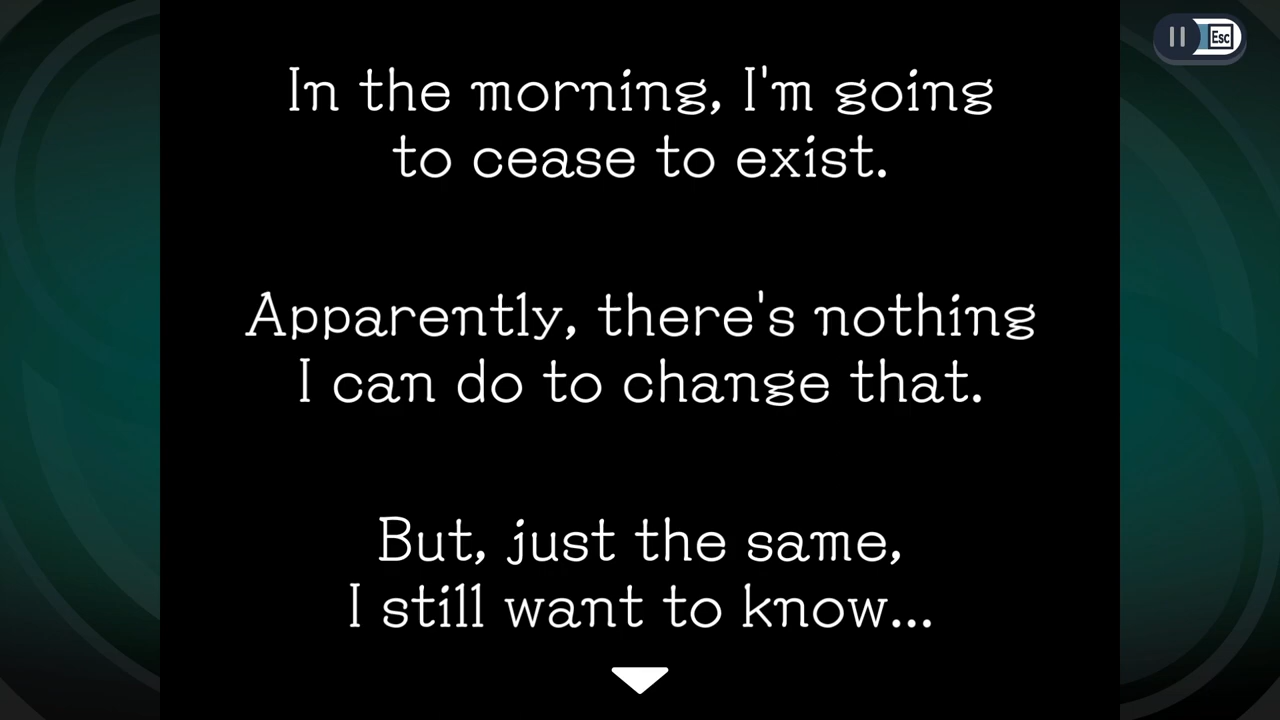 Esc
In the morning, I'm going
to cease to exist.
Apparently, there's nothing
I can do to change that.
But, just the same,
I still want to know...